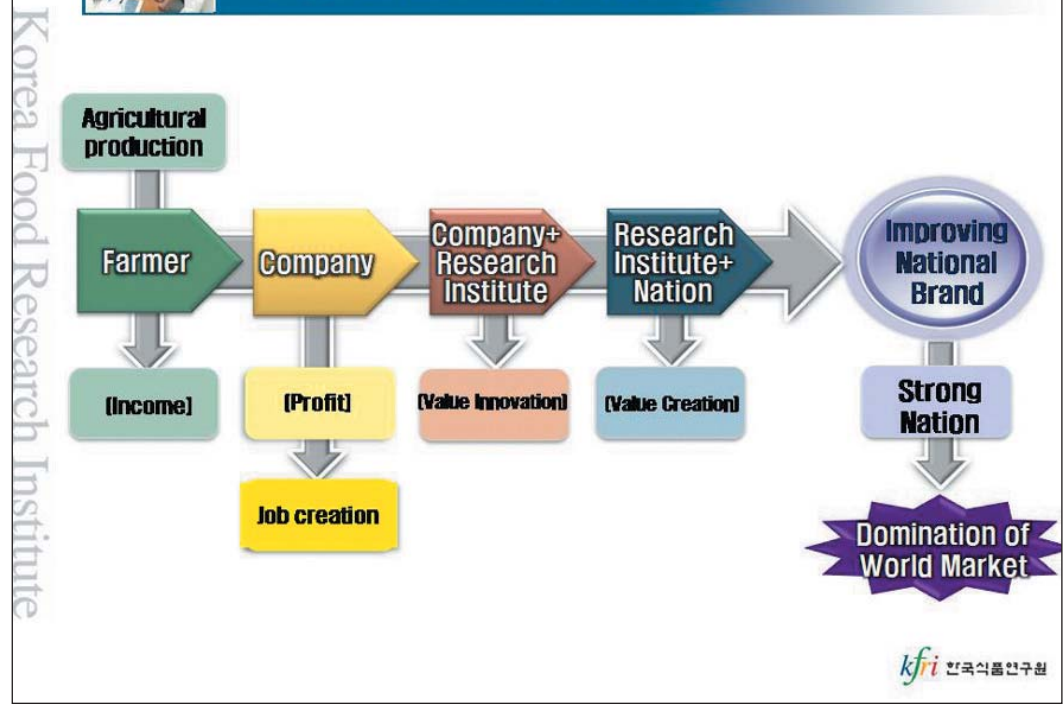 Korea Food Research Institute
Agricultural
production
Farmer
Company
Company+
Research
Institute
Research
Institute+
Nation
Improving
National
Brand
[Income]
[Profit]
[Value Innovation]
[Value Creation]
Strong
Nation
Job creation
Domination of
World Market
kfri 한국식품연구원